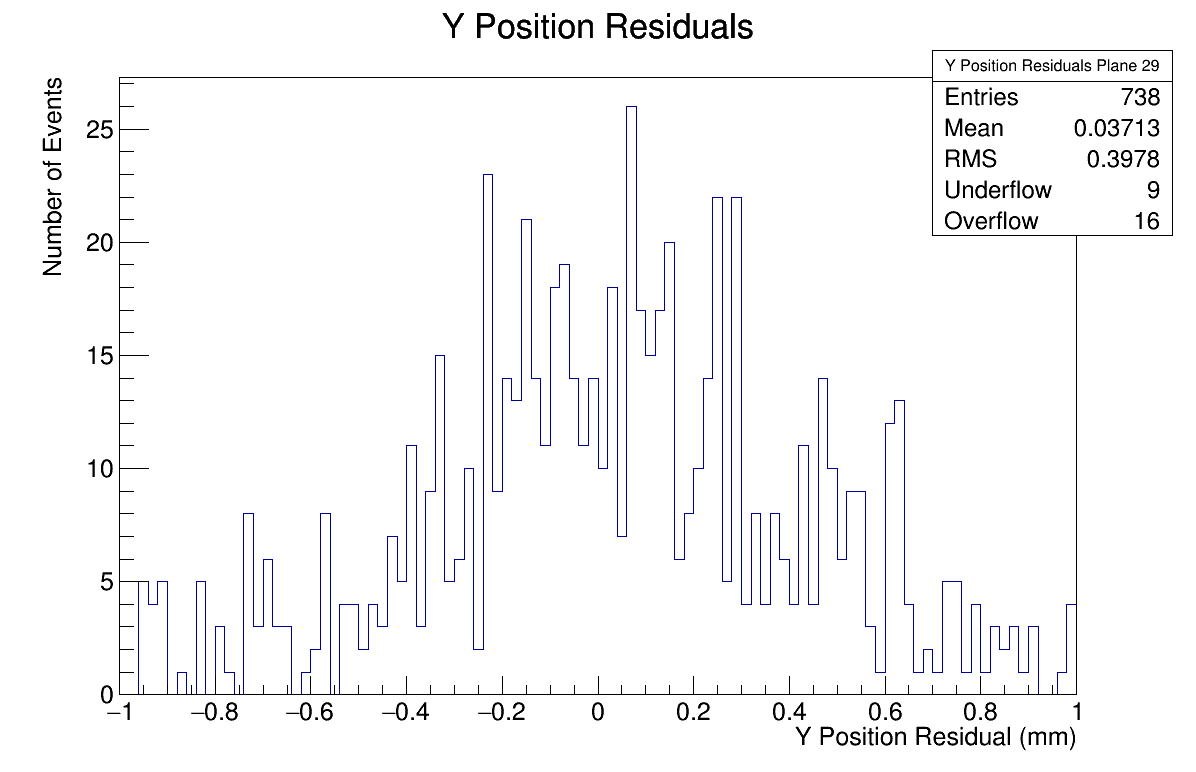 Y Position Residuals
Y Position Residuals Plane 29
Entries 738
Mean 0.03713
RMS 0.3978
Underflow 9
Overflow 16
Number of Events
25
20
15
10
5
0
−1 −0.8 −0.6 −0.4 −0.2 0 0.2 0.4 0.6 0.8 1
Y Position Residual (mm)